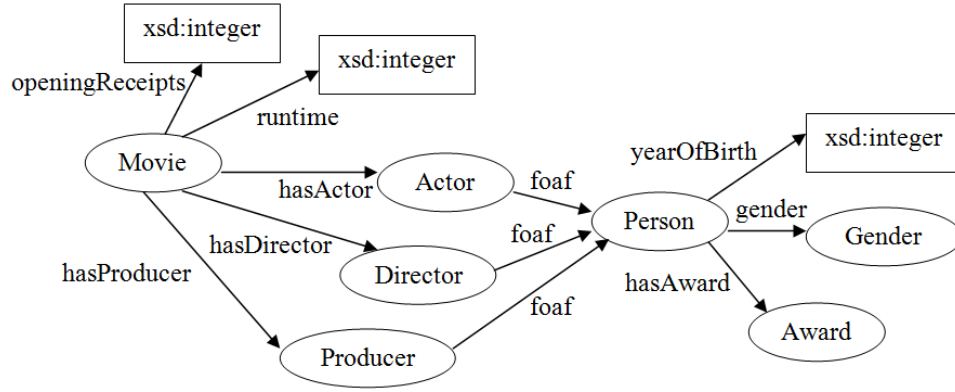 xsd:integer
xsd:integer
openingReceipts
runtime
xsd:integer
Movie
yearOfBirth
hasActor
Actor
foaf
Person
gender
Gender
hasDirector
foaf
hasProducer
Director
hasAward
foaf
Award
Producer